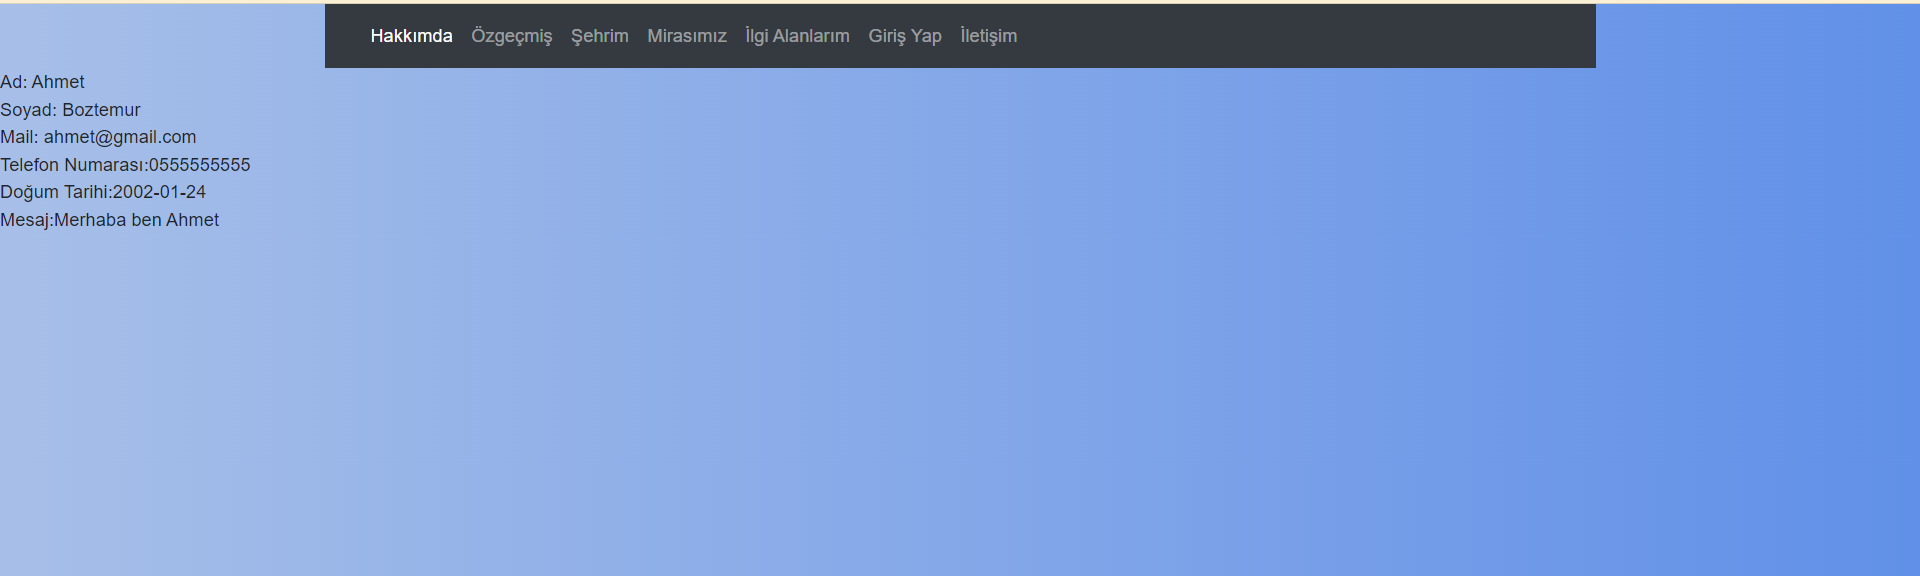 Hakkımda Özgeçmiş Şehrim Mirasımız İlgi Alanlarım Giriş Yap İletişim
Ad: Ahmet
Soyad: Boztemur
Mail: ahmet@gmail.com
Telefon Numarası:0555555555
Doğum Tarihi:2002-01-24
Mesaj:Merhaba ben Ahmet